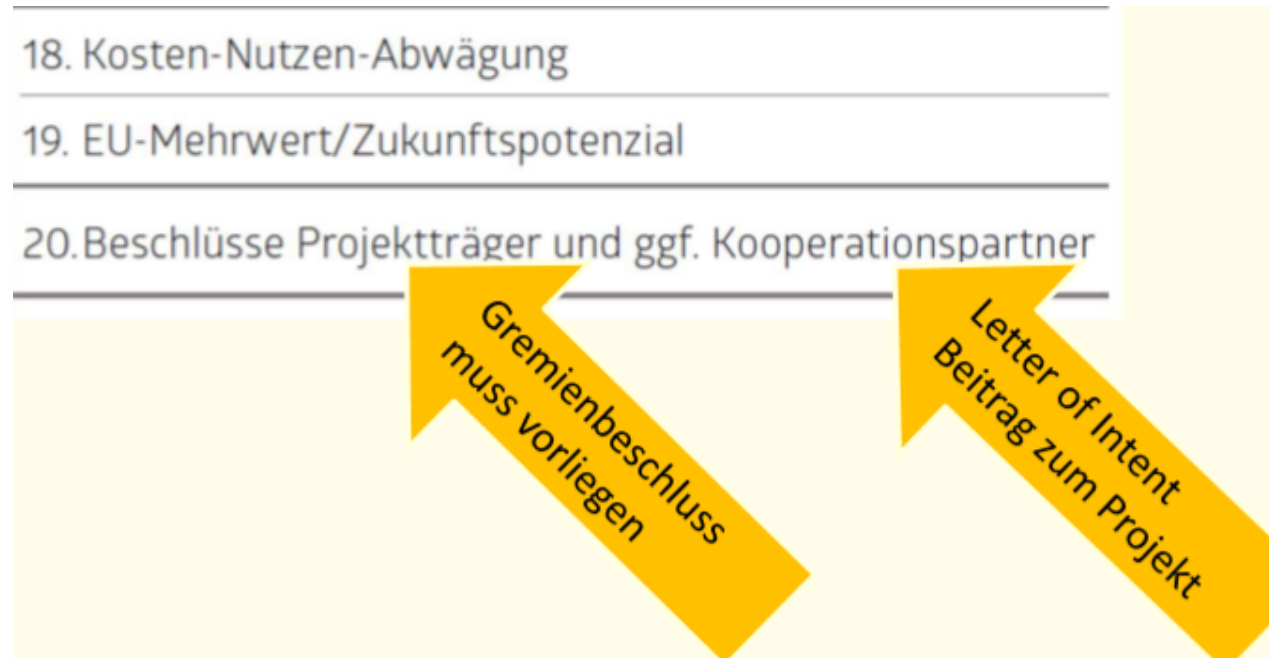 18. Kosten-Nutzen-Abwägung
19. EU-Mehrwert/Zukunftspotenzial
20. Beschlüsse Projektträger und ggf. Kooperationspartner
Gremienbeschluss
muss vorliegen
Letter of Intent
Beitrag zum Projekt